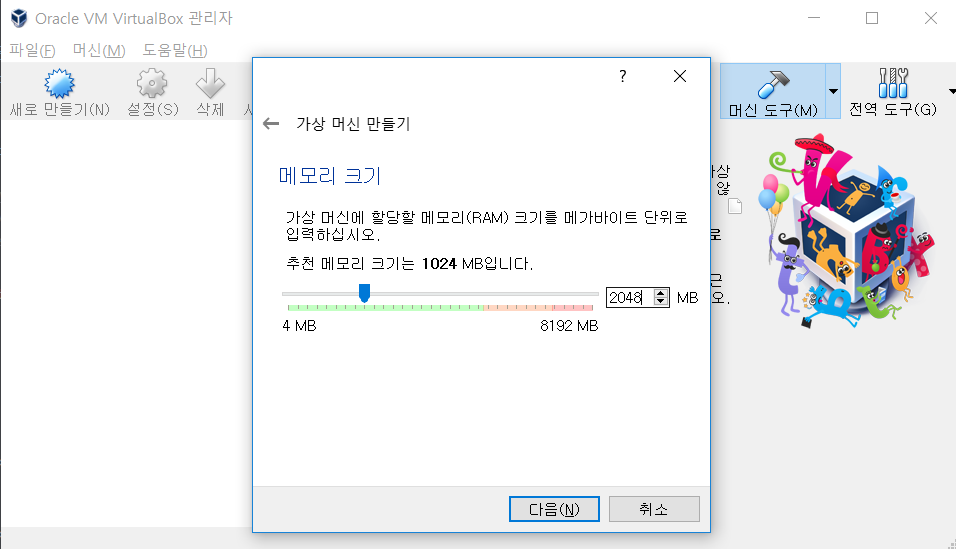 Oracle VM VirtualBox 관리자
파일(F) 머신(M) 도움말(H)
새로 만들기(N) 설정(S) 삭제
머신 도구(M) 전역 도구(G)
?
가상 머신 만들기
메모리 크기
가상 머신에 할당할 메모리(RAM) 크기를 메가바이트 단위로
입력하십시오.
추천 메모리 크기는 1024 MB입니다.
2048 MB
4 MB 8192 MB
않
로
근
오.
다음(N) 취소